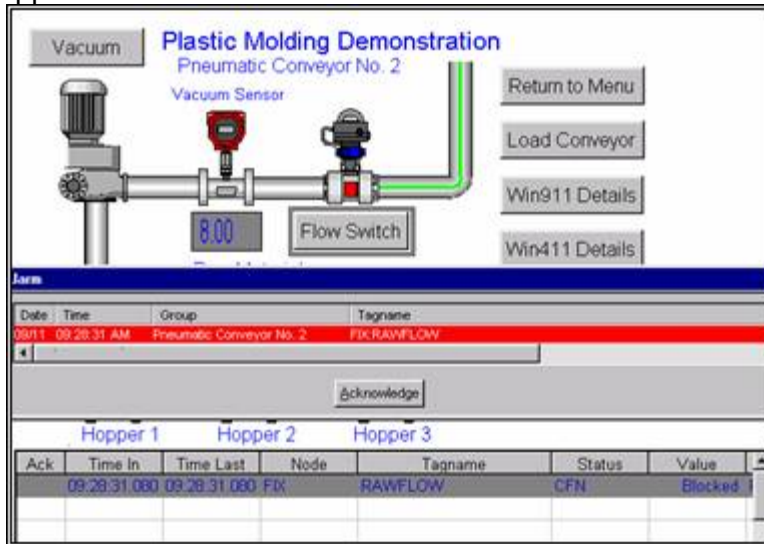 Vacuum
Plastic Molding Demonstration
Pneumatic Conveyor No. 2
Vacuum Sensor
Return to Menu
Load Conveyor
Win911 Details
8.00
Flow Switch
Win411 Details
larm
Date Time Group Tagname
09/11 09:28:31 AM Pneumatic Conveyor No. 2 FIX:RAWFLOW
Acknowledge
Hopper 1 Hopper 2 Hopper 3
Ack Time In Time Last Node Tagname Status Value
09:28:31.080 09:28:31.080 FIX RAWFLOW CFN Blocked